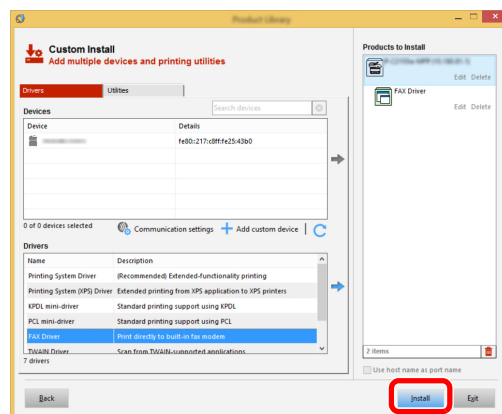 Product Library
Custom Install
Add multiple devices and printing utilities
Drivers
Utilities
Devices
Search devices
Device
Details
fe80::217:c8ff:fe25:43b0
0 of 0 devices selected
Communication settings
Add custom device
Drivers
Name
Description
Printing System Driver
(Recommended) Extended-functionality printing
Printing System (XPS) Driver
Extended printing from XPS application to XPS printers
KPDL mini-driver
Standard printing support using KPDL
PCL mini-driver
Standard printing support using PCL
FAX Driver
Print directly to built-in fax modem
TWAIN Driver
Scan from TWAIN-supported applications
7 drivers
Products to Install
Edit Delete
FAX Driver
Edit Delete
2 items
Use host name as port name
Back
Install
Exit